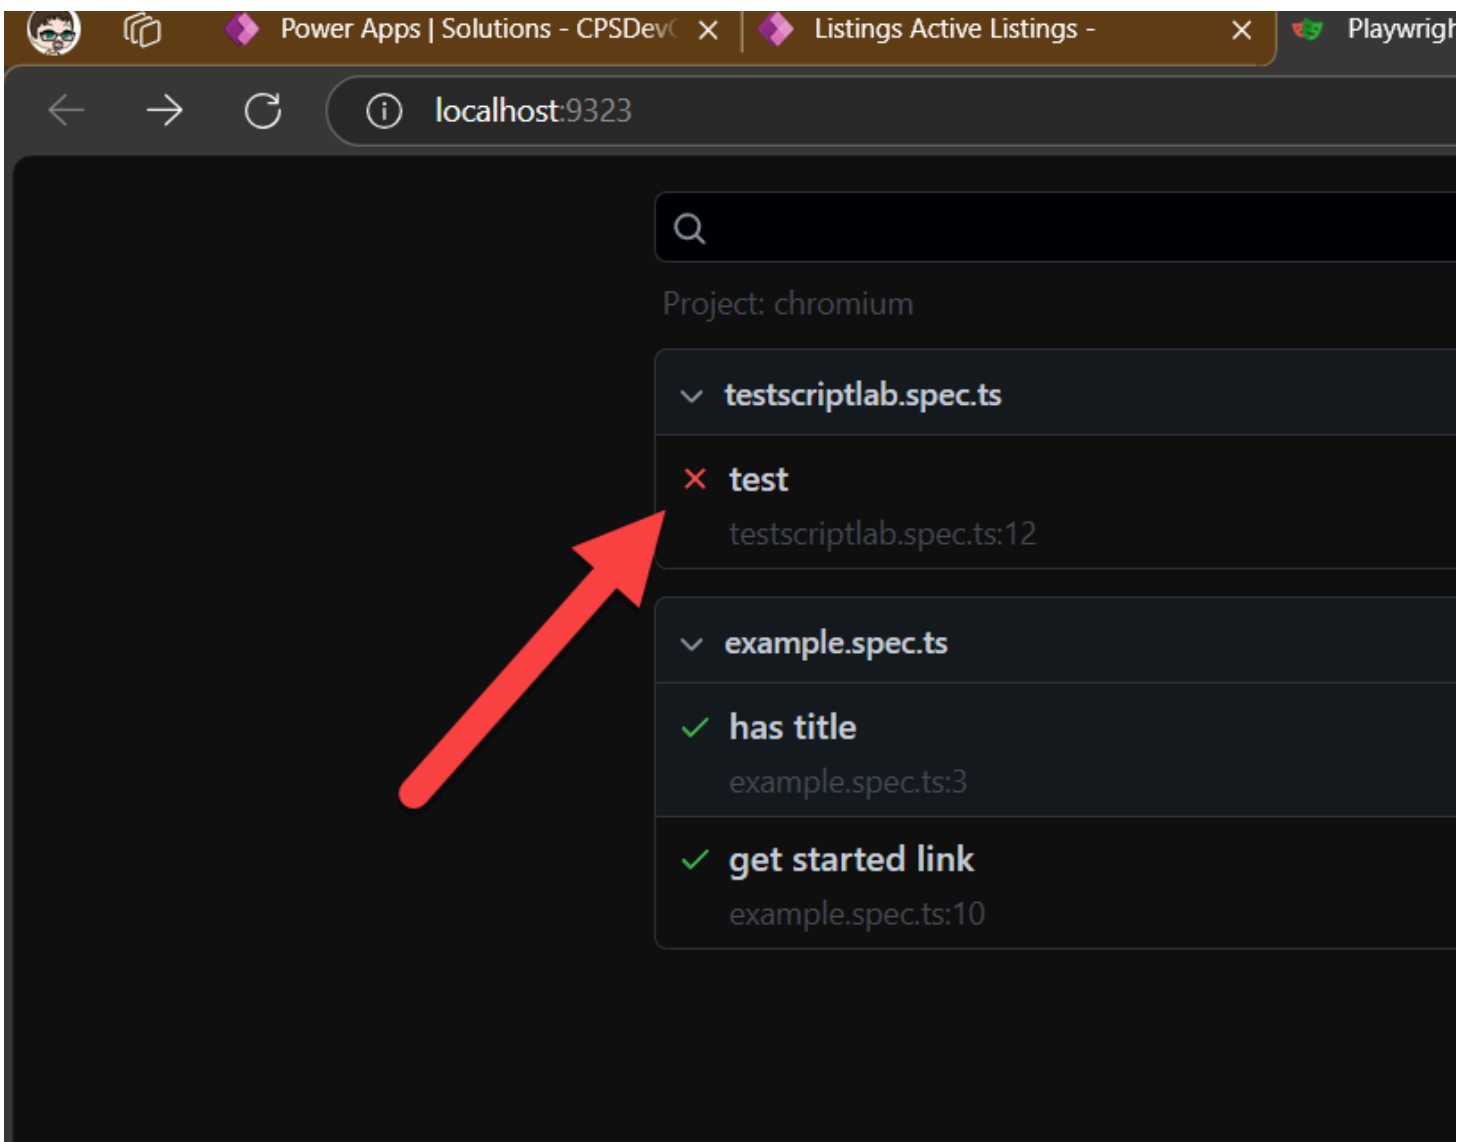 Power Apps | Solutions - CPSDev
Listings Active Listings -
Playwrigh
localhost:9323
Project: chromium
testscriptlab.spec.ts
test
testscriptlab.spec.ts:12
example.spec.ts
has title
example.spec.ts:3
get started link
example.spec.ts:10